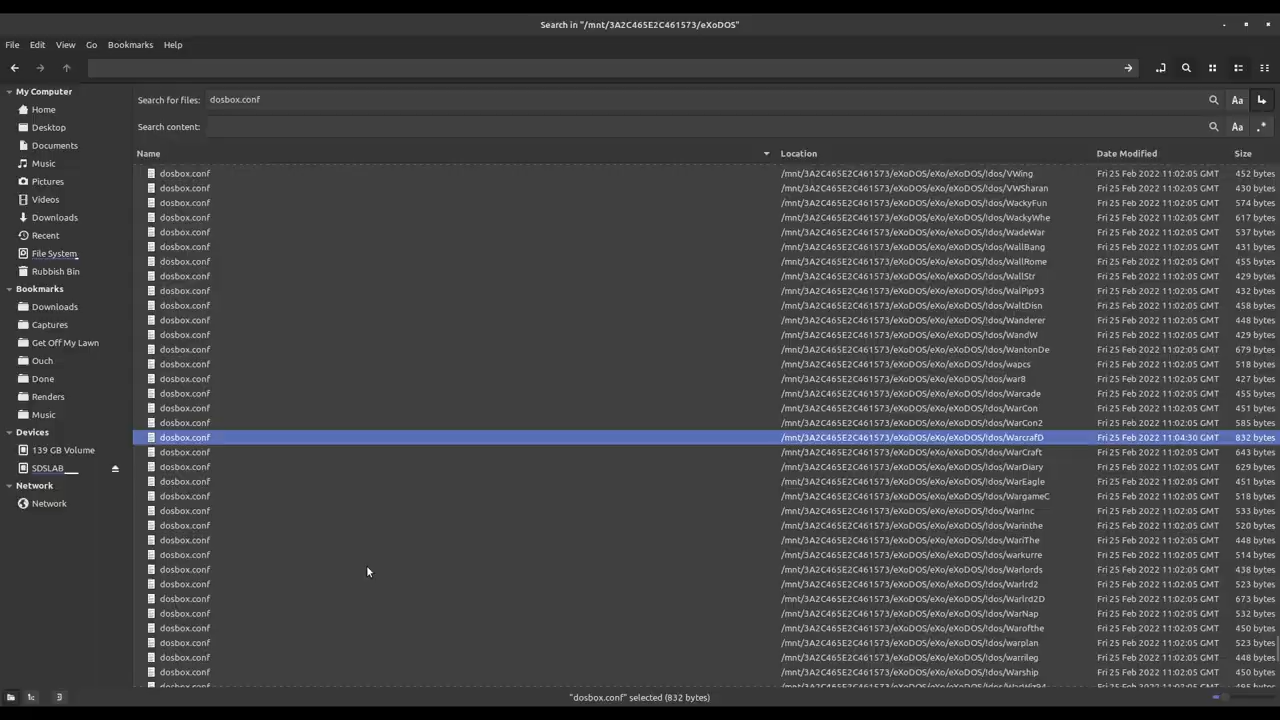 Search in "/mnt/3A2C465E2C461573/eXoDOS"
File Edit View Go Bookmarks Help
My Computer
Home
Desktop
Documents
Music
Pictures
Videos
Downloads
Recent
File System
Rubbish Bin
Bookmarks
Downloads
Captures
Get Off My Lawn
Ouch
Done
Renders
Music
Devices
139 GB Volume
SDSLAB__
Network
Network
Search for files: dosbox.conf Aa
Search content: Aa .*
Name Location Date Modified Size
dosbox.conf /mnt/3A2C465E2C461573/eXoDOS/eXo/eXoDOS/!dos/VWing Fri 25 Feb 2022 11:02:05 GMT 452 bytes
dosbox.conf /mnt/3A2C465E2C461573/eXoDOS/eXo/eXoDOS/!dos/VWSharan Fri 25 Feb 2022 11:02:05 GMT 430 bytes
dosbox.conf /mnt/3A2C465E2C461573/eXoDOS/eXo/eXoDOS/!dos/WackyFun Fri 25 Feb 2022 11:02:05 GMT 574 bytes
dosbox.conf /mnt/3A2C465E2C461573/eXoDOS/eXo/eXoDOS/!dos/WackyWhe Fri 25 Feb 2022 11:02:05 GMT 617 bytes
dosbox.conf /mnt/3A2C465E2C461573/eXoDOS/eXo/eXoDOS/!dos/WadeWar Fri 25 Feb 2022 11:02:05 GMT 537 bytes
dosbox.conf /mnt/3A2C465E2C461573/eXoDOS/eXo/eXoDOS/!dos/WallBang Fri 25 Feb 2022 11:02:05 GMT 431 bytes
dosbox.conf /mnt/3A2C465E2C461573/eXoDOS/eXo/eXoDOS/!dos/WallRome Fri 25 Feb 2022 11:02:05 GMT 455 bytes
dosbox.conf /mnt/3A2C465E2C461573/eXoDOS/eXo/eXoDOS/!dos/WallStr Fri 25 Feb 2022 11:02:05 GMT 429 bytes
dosbox.conf /mnt/3A2C465E2C461573/eXoDOS/eXo/eXoDOS/!dos/WalPip93 Fri 25 Feb 2022 11:02:05 GMT 432 bytes
dosbox.conf /mnt/3A2C465E2C461573/eXoDOS/eXo/eXoDOS/!dos/WaltDisn Fri 25 Feb 2022 11:02:05 GMT 458 bytes
dosbox.conf /mnt/3A2C465E2C461573/eXoDOS/eXo/eXoDOS/!dos/Wanderer Fri 25 Feb 2022 11:02:05 GMT 448 bytes
dosbox.conf /mnt/3A2C465E2C461573/eXoDOS/eXo/eXoDOS/!dos/WandW Fri 25 Feb 2022 11:02:05 GMT 429 bytes
dosbox.conf /mnt/3A2C465E2C461573/eXoDOS/eXo/eXoDOS/!dos/WantonDe Fri 25 Feb 2022 11:02:05 GMT 679 bytes
dosbox.conf /mnt/3A2C465E2C461573/eXoDOS/eXo/eXoDOS/!dos/wapcs Fri 25 Feb 2022 11:02:05 GMT 518 bytes
dosbox.conf /mnt/3A2C465E2C461573/eXoDOS/eXo/eXoDOS/!dos/war8 Fri 25 Feb 2022 11:02:05 GMT 427 bytes
dosbox.conf /mnt/3A2C465E2C461573/eXoDOS/eXo/eXoDOS/!dos/Warcade Fri 25 Feb 2022 11:02:05 GMT 455 bytes
dosbox.conf /mnt/3A2C465E2C461573/eXoDOS/eXo/eXoDOS/!dos/WarCon Fri 25 Feb 2022 11:02:05 GMT 451 bytes
dosbox.conf /mnt/3A2C465E2C461573/eXoDOS/eXo/eXoDOS/!dos/WarCon2 Fri 25 Feb 2022 11:02:05 GMT 585 bytes
dosbox.conf /mnt/3A2C465E2C461573/eXoDOS/eXo/eXoDOS/!dos/WarcrafD Fri 25 Feb 2022 11:04:30 GMT 832 bytes
dosbox.conf /mnt/3A2C465E2C461573/eXoDOS/eXo/eXoDOS/!dos/WarCraft Fri 25 Feb 2022 11:02:05 GMT 643 bytes
dosbox.conf /mnt/3A2C465E2C461573/eXoDOS/eXo/eXoDOS/!dos/WarDiary Fri 25 Feb 2022 11:02:05 GMT 629 bytes
dosbox.conf /mnt/3A2C465E2C461573/eXoDOS/eXo/eXoDOS/!dos/WarEagle Fri 25 Feb 2022 11:02:05 GMT 451 bytes
dosbox.conf /mnt/3A2C465E2C461573/eXoDOS/eXo/eXoDOS/!dos/WargameC Fri 25 Feb 2022 11:02:05 GMT 518 bytes
dosbox.conf /mnt/3A2C465E2C461573/eXoDOS/eXo/eXoDOS/!dos/WarInc Fri 25 Feb 2022 11:02:05 GMT 533 bytes
dosbox.conf /mnt/3A2C465E2C461573/eXoDOS/eXo/eXoDOS/!dos/Warinthe Fri 25 Feb 2022 11:02:05 GMT 520 bytes
dosbox.conf /mnt/3A2C465E2C461573/eXoDOS/eXo/eXoDOS/!dos/WariThe Fri 25 Feb 2022 11:02:05 GMT 448 bytes
dosbox.conf /mnt/3A2C465E2C461573/eXoDOS/eXo/eXoDOS/!dos/warkurre Fri 25 Feb 2022 11:02:05 GMT 514 bytes
dosbox.conf /mnt/3A2C465E2C461573/eXoDOS/eXo/eXoDOS/!dos/Warlords Fri 25 Feb 2022 11:02:05 GMT 438 bytes
dosbox.conf /mnt/3A2C465E2C461573/eXoDOS/eXo/eXoDOS/!dos/Warlrd2 Fri 25 Feb 2022 11:02:05 GMT 523 bytes
dosbox.conf /mnt/3A2C465E2C461573/eXoDOS/eXo/eXoDOS/!dos/Warlrd2D Fri 25 Feb 2022 11:02:05 GMT 673 bytes
dosbox.conf /mnt/3A2C465E2C461573/eXoDOS/eXo/eXoDOS/!dos/WarNap Fri 25 Feb 2022 11:02:05 GMT 532 bytes
dosbox.conf /mnt/3A2C465E2C461573/eXoDOS/eXo/eXoDOS/!dos/Warofthe Fri 25 Feb 2022 11:02:05 GMT 450 bytes
dosbox.conf /mnt/3A2C465E2C461573/eXoDOS/eXo/eXoDOS/!dos/warplan Fri 25 Feb 2022 11:02:05 GMT 523 bytes
dosbox.conf /mnt/3A2C465E2C461573/eXoDOS/eXo/eXoDOS/!dos/warrileg Fri 25 Feb 2022 11:02:05 GMT 448 bytes
dosbox.conf /mnt/3A2C465E2C461573/eXoDOS/eXo/eXoDOS/!dos/Warship Fri 25 Feb 2022 11:02:05 GMT 450 bytes
"dosbox.conf" selected (832 bytes)